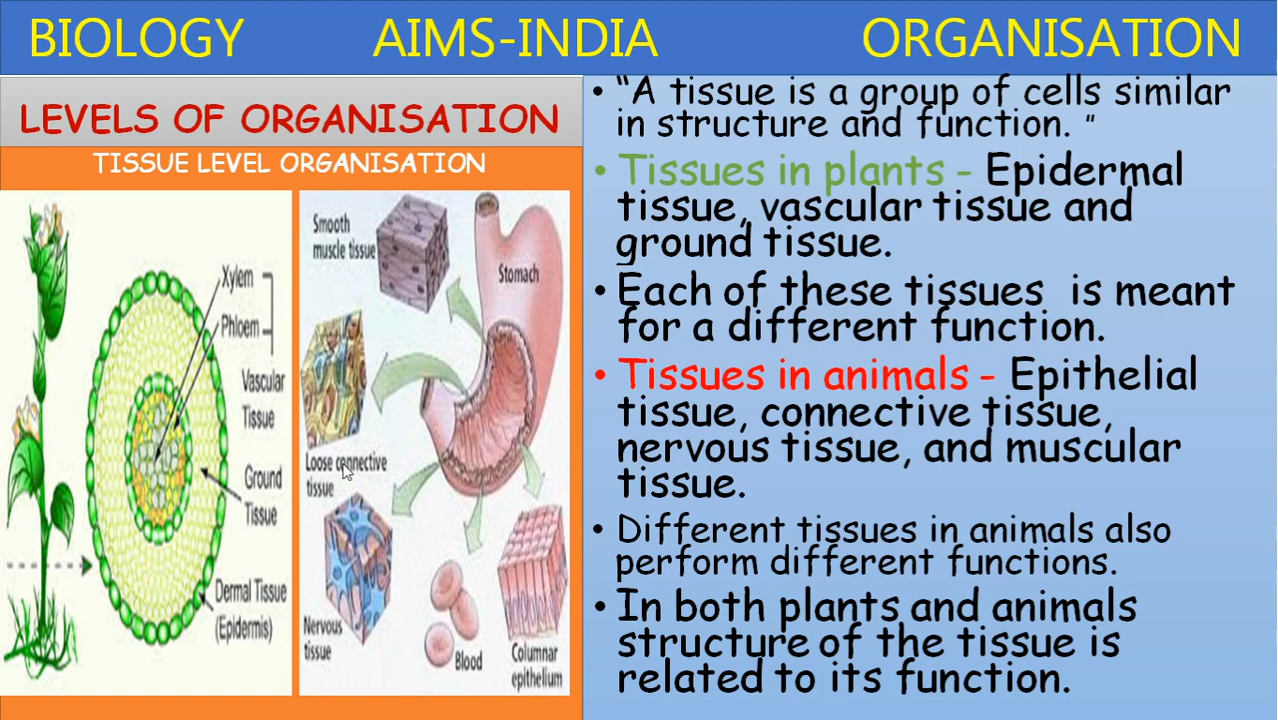 BIOLOGY AIMS-INDIA ORGANISATION
LEVELS OF ORGANISATION
TISSUE LEVEL ORGANISATION
Xylem
Phloem
Vascular
Tissue
Ground
Tissue
Dermal Tissue
(Epidermis)
Smooth
muscle tissue
Stomach
Loose connective
tissue
Nervous
tissue
Blood
Columnar
epithelium
• “A tissue is a group of cells similar
in structure and function. ”
• Tissues in plants - Epidermal
tissue, vascular tissue and
ground tissue.
• Each of these tissues is meant
for a different function.
• Tissues in animals - Epithelial
tissue, connective tissue,
nervous tissue, and muscular
tissue.
• Different tissues in animals also
perform different functions.
• In both plants and animals
structure of the tissue is
related to its function.